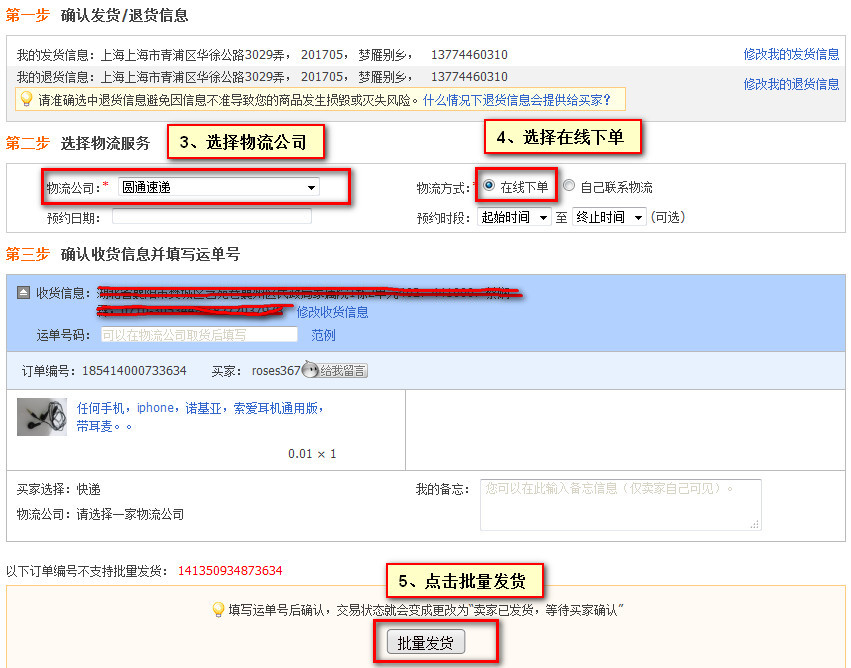 第一步 确认发货/退货信息
我的发货信息：上海上海市青浦区华徐公路3029弄， 201705， 梦雁别乡， 13774460310 修改我的发货信息
我的退货信息：上海上海市青浦区华徐公路3029弄， 201705， 梦雁别乡， 13774460310 修改我的退货信息
请准确选中退货信息避免因信息不准导致您的商品发生损毁或灭失风险。什么情况下退货信息会提供给买家？
第二步 选择物流服务 3、选择物流公司 4、选择在线下单
物流公司：* 圆通速递 物流方式：* 在线下单 自己联系物流
预约日期： 预约时段： 起始时间 至 终止时间 (可选)
第三步 确认收货信息并填写运单号
收货信息：
修改收货信息
运单号码： 可以在物流公司取货后填写 范例
订单编号：185414000733634 买家： roses367 给我留言
任何手机，iphone，诺基亚，索爱耳机通用版，
带耳麦。。
0.01 × 1
买家选择：快递 我的备忘： 您可以在此输入备忘信息（仅卖家自己可见）。
物流公司：请选择一家物流公司
以下订单编号不支持批量发货： 141350934873634
5、点击批量发货
填写运单号后确认，交易状态就会变成更改为“卖家已发货，等待买家确认”
批量发货